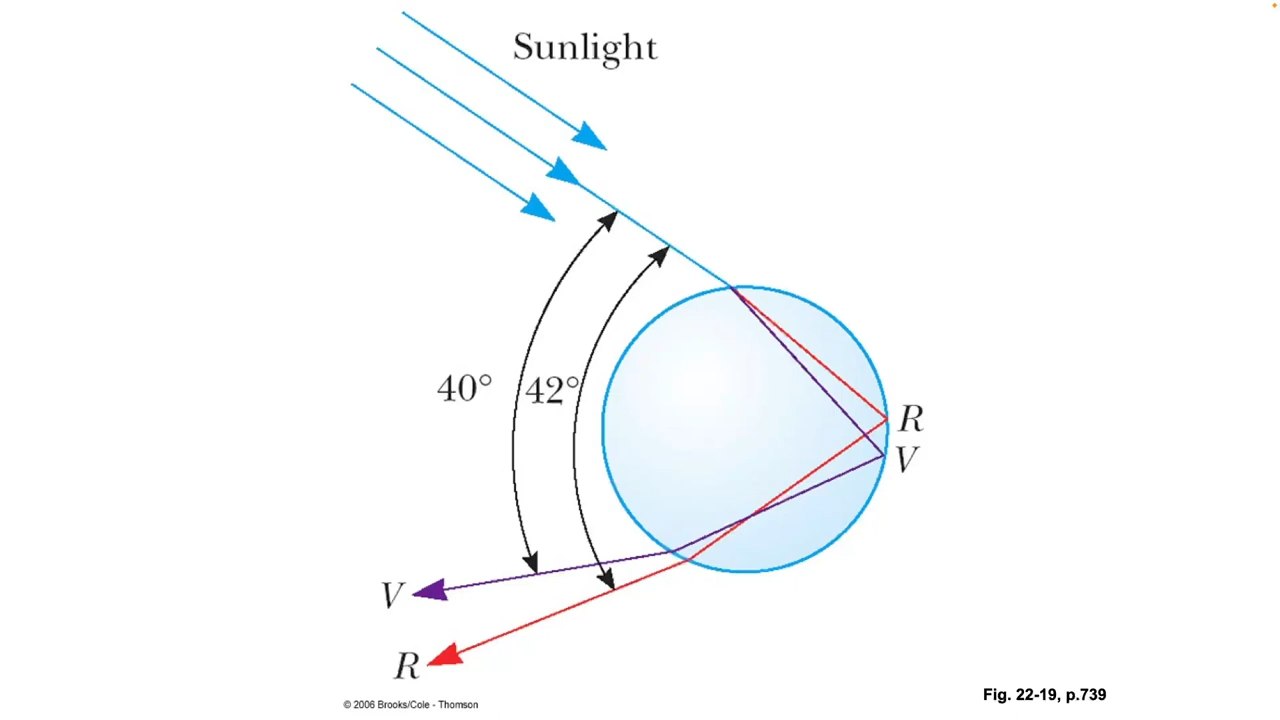 Sunlight
40°
42°
R
V
V
R
© 2006 Brooks/Cole - Thomson
Fig. 22-19, p.739